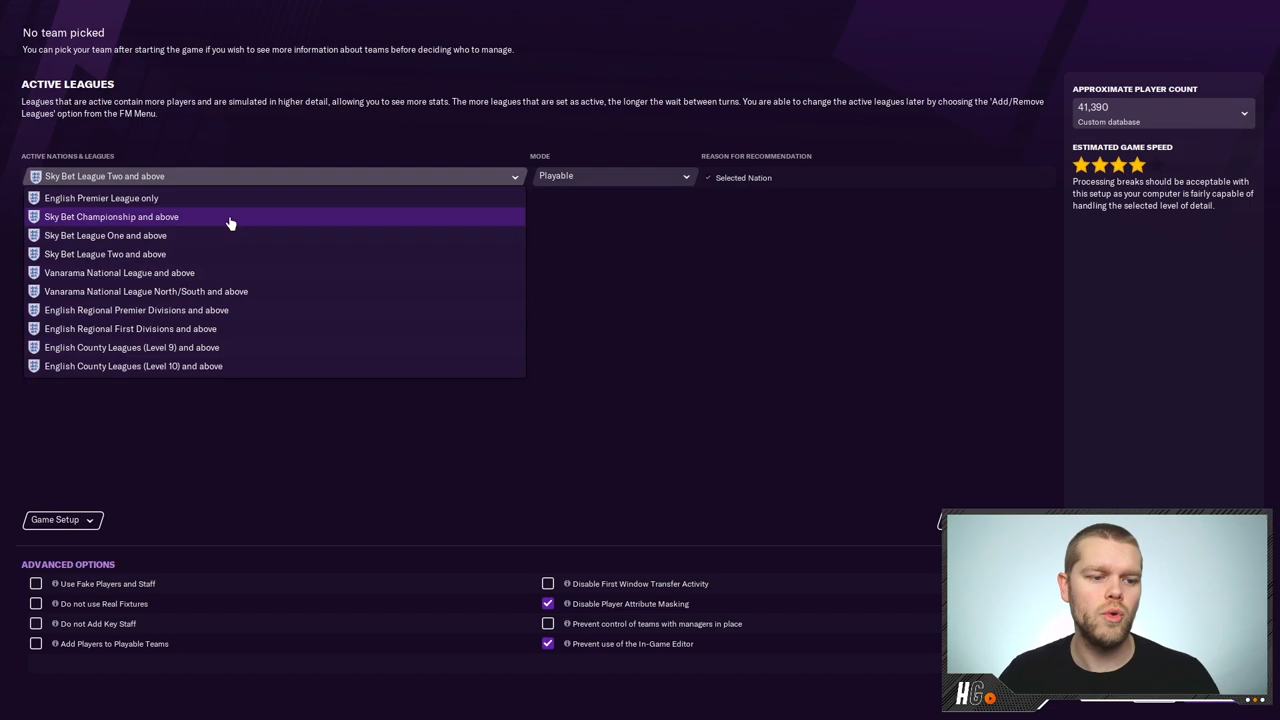 No team picked
You can pick your team after starting the game if you wish to see more information about teams before deciding who to manage.
ACTIVE LEAGUES
Leagues that are active contain more players and are simulated in higher detail, allowing you to see more stats. The more leagues that are set as active, the longer the wait between turns. You are able to change the active leagues later by choosing the 'Add/Remove
Leagues' option from the FM Menu.
ACTIVE NATIONS & LEAGUES
MODE
REASON FOR RECOMMENDATION
Sky Bet League Two and above
Playable
Selected Nation
English Premier League only
Sky Bet Championship and above
Sky Bet League One and above
Sky Bet League Two and above
Vanarama National League and above
Vanarama National League North/South and above
English Regional Premier Divisions and above
English Regional First Divisions and above
English County Leagues (Level 9) and above
English County Leagues (Level 10) and above
APPROXIMATE PLAYER COUNT
41,390
Custom database
ESTIMATED GAME SPEED
Processing breaks should be acceptable
with this setup as your computer is fairly capable of
handling the selected level of detail.
Game Setup
ADVANCED OPTIONS
Use Fake Players and Staff
Do not use Real Fixtures
Do not Add Key Staff
Add Players to Playable Teams
Disable First Window Transfer Activity
Disable Player Attribute Masking
Prevent control of teams with managers in place
Prevent use of the In-Game Editor
HG